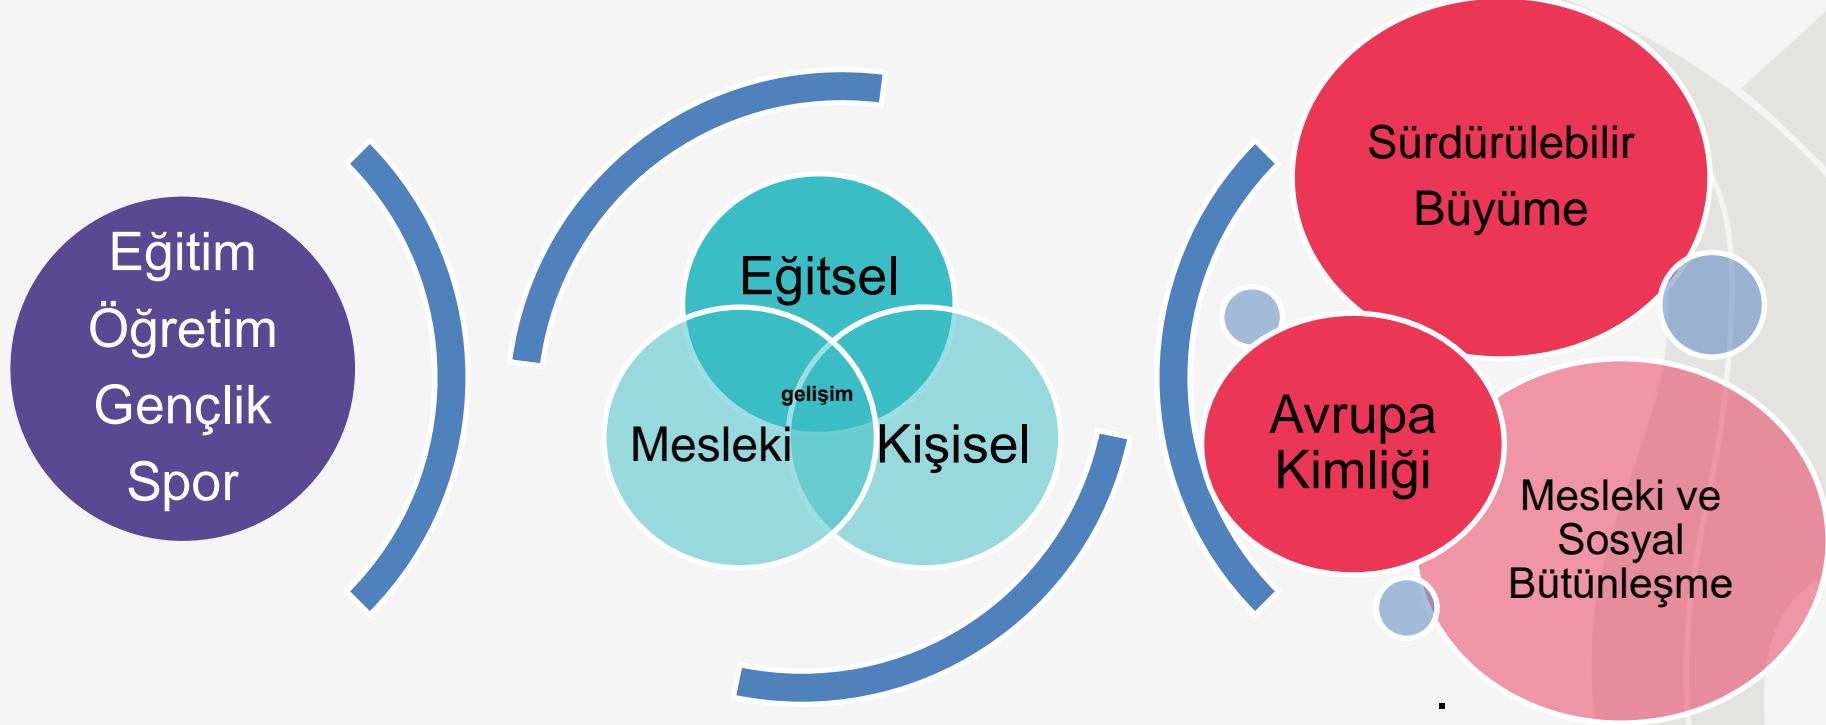 Eğitim
Öğretim
Gençlik
Spor
Eğitsel
gelişim
Mesleki
Kişisel
Sürdürülebilir
Büyüme
Avrupa
Kimliği
Mesleki ve
Sosyal
Bütünleşme
.